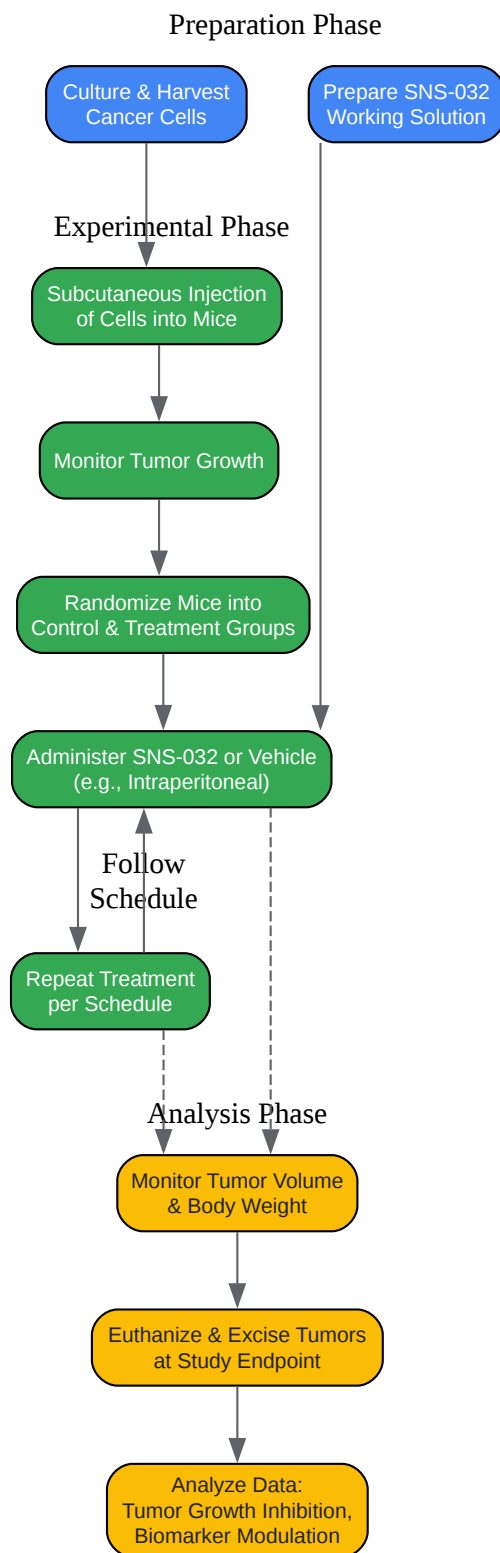 Preparation Phase
Culture & Harvest
Cancer Cells
Prepare SNS-032
Working Solution
Experimental Phase
Subcutaneous Injection
of Cells into Mice
Monitor Tumor Growth
Randomize Mice into
Control & Treatment Groups
Administer SNS-032 or Vehicle
(e.g., Intraperitoneal)
Follow
Schedule
Repeat Treatment
per Schedule
Analysis Phase
Monitor Tumor Volume
& Body Weight
Euthanize & Excise Tumors
at Study Endpoint
Analyze Data:
Tumor Growth Inhibition,
Biomarker Modulation